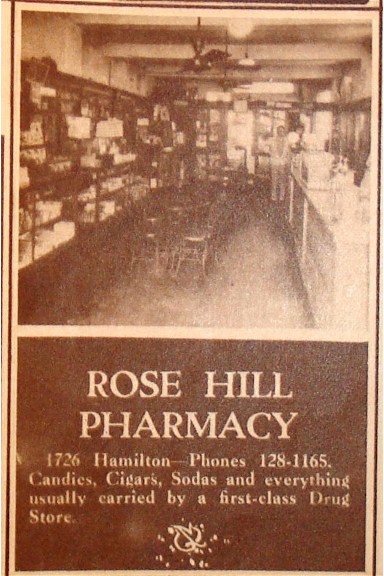 ROSE HILL
PHARMACY
1726 Hamilton—Phones 128-1165.
Candies, Cigars, Sodas and everything
usually carried by a first-class Drug
Store.